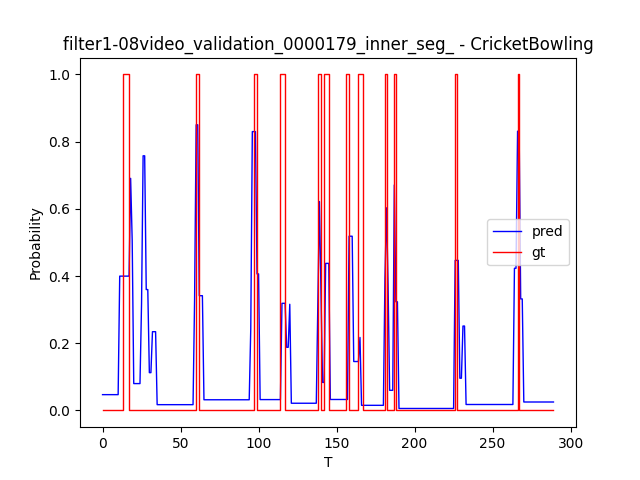 filter1-08video_validation_0000179_inner_seg_ - CricketBowling
1.0
0.8
0.6
0.4
0.2
0.0
Probability
pred
gt
0 50 100 150 200 250 300
T